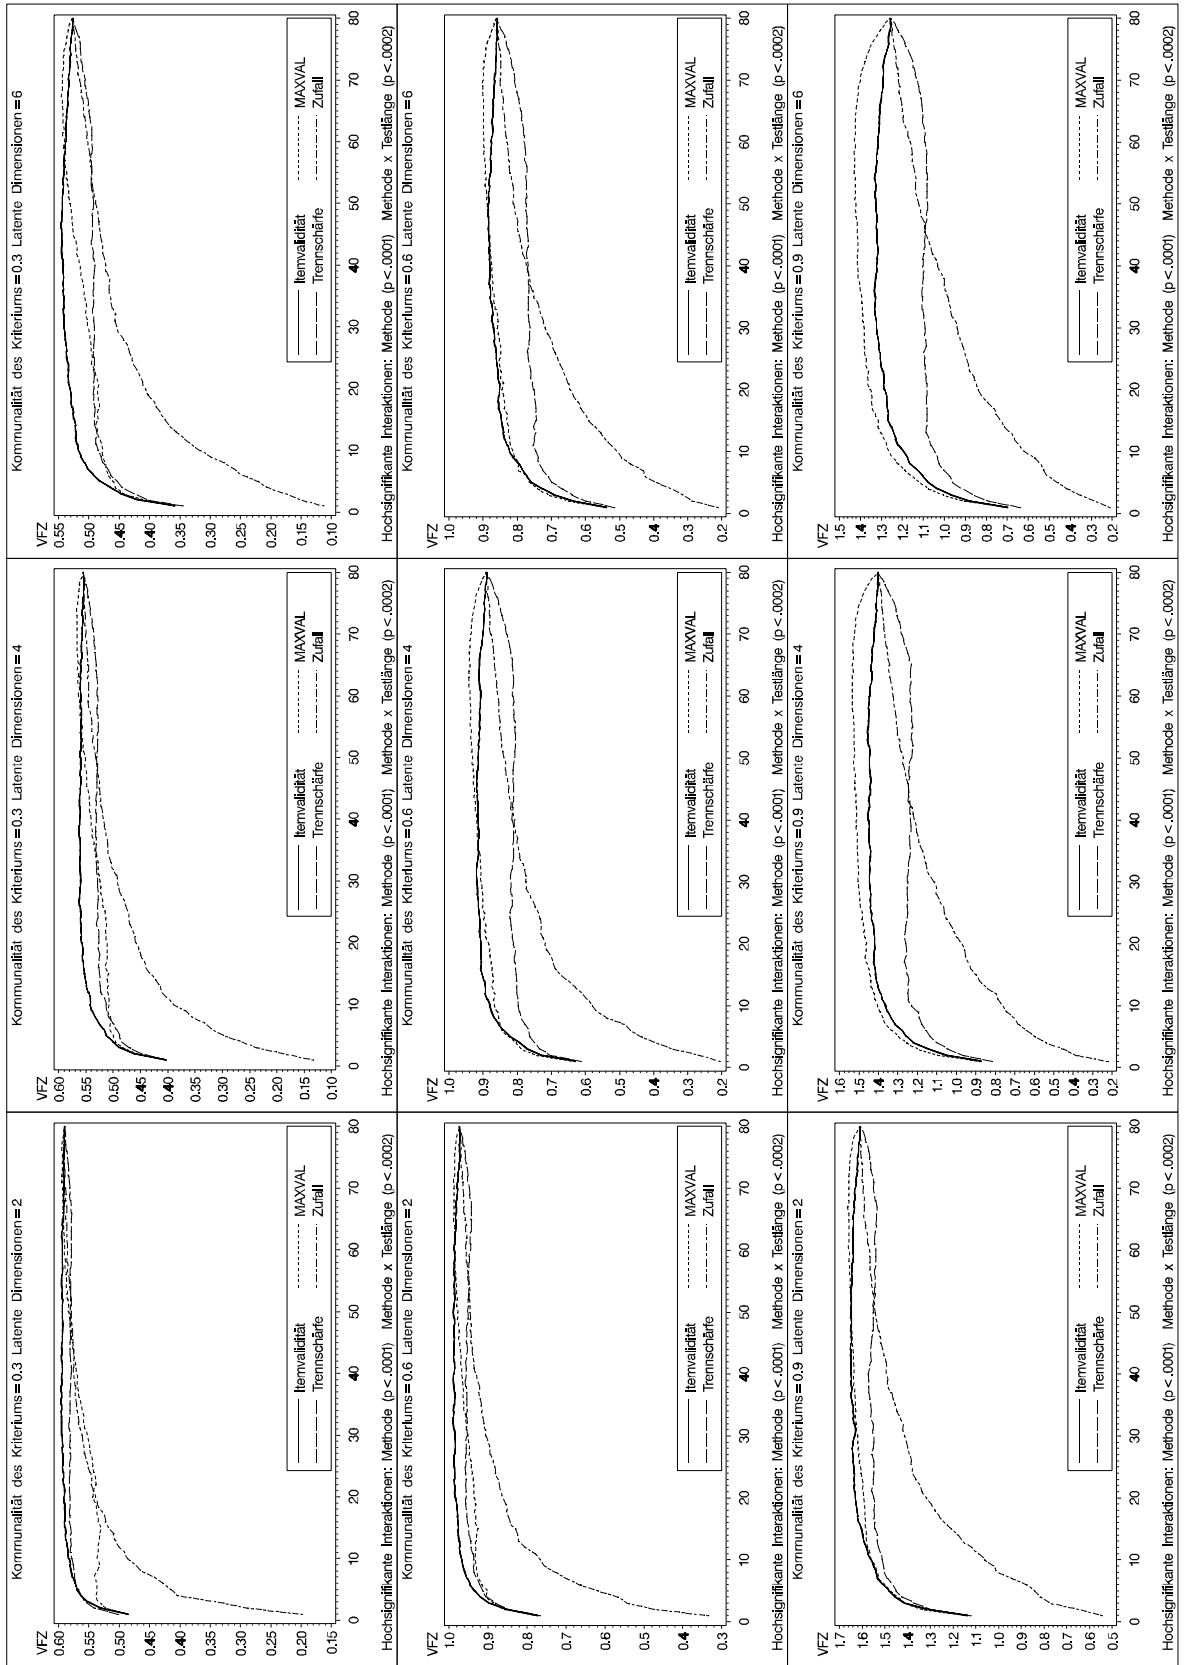 Kommunalität des Kriteriums=0.3 Latente Dimensionen=2
VFZ
0.60
0.55
0.50
0.45
0.40
0.35
0.30
0.25
0.20
0.15
0.10
Itemvalidität MAXVAL
Trennschärfe Zufall
0 10 20 30 40 50 60 70 80
Hochsignifikante Interaktionen: Methode (p<.0001) Methode x Testlänge (p<.0002)
Kommunalität des Kriteriums=0.3 Latente Dimensionen=4
VFZ
0.60
0.55
0.50
0.45
0.40
0.35
0.30
0.25
0.20
0.15
0.10
Itemvalidität MAXVAL
Trennschärfe Zufall
0 10 20 30 40 50 60 70 80
Hochsignifikante Interaktionen: Methode (p<.0001) Methode x Testlänge (p<.0002)
Kommunalität des Kriteriums=0.3 Latente Dimensionen=6
VFZ
0.55
0.50
0.45
0.40
0.35
0.30
0.25
0.20
0.15
0.10
Itemvalidität MAXVAL
Trennschärfe Zufall
0 10 20 30 40 50 60 70 80
Hochsignifikante Interaktionen: Methode (p<.0001) Methode x Testlänge (p<.0002)
Kommunalität des Kriteriums=0.6 Latente Dimensionen=2
VFZ
1.0
0.9
0.8
0.7
0.6
0.5
0.4
0.3
Itemvalidität MAXVAL
Trennschärfe Zufall
0 10 20 30 40 50 60 70 80
Hochsignifikante Interaktionen: Methode (p<.0001) Methode x Testlänge (p<.0002)
Kommunalität des Kriteriums=0.6 Latente Dimensionen=4
VFZ
1.0
0.9
0.8
0.7
0.6
0.5
0.4
0.3
0.2
Itemvalidität MAXVAL
Trennschärfe Zufall
0 10 20 30 40 50 60 70 80
Hochsignifikante Interaktionen: Methode (p<.0001) Methode x Testlänge (p<.0002)
Kommunalität des Kriteriums=0.6 Latente Dimensionen=6
VFZ
1.0
0.9
0.8
0.7
0.6
0.5
0.4
0.3
0.2
Itemvalidität MAXVAL
Trennschärfe Zufall
0 10 20 30 40 50 60 70 80
Hochsignifikante Interaktionen: Methode (p<.0001) Methode x Testlänge (p<.0002)
Kommunalität des Kriteriums=0.9 Latente Dimensionen=2
VFZ
1.7
1.6
1.5
1.4
1.3
1.2
1.1
1.0
0.9
0.8
0.7
0.6
0.5
Itemvalidität MAXVAL
Trennschärfe Zufall
0 10 20 30 40 50 60 70 80
Hochsignifikante Interaktionen: Methode (p<.0001) Methode x Testlänge (p<.0002)
Kommunalität des Kriteriums=0.9 Latente Dimensionen=4
VFZ
1.6
1.5
1.4
1.3
1.2
1.1
1.0
0.9
0.8
0.7
0.6
0.5
0.4
0.3
0.2
Itemvalidität MAXVAL
Trennschärfe Zufall
0 10 20 30 40 50 60 70 80
Hochsignifikante Interaktionen: Methode (p<.0001) Methode x Testlänge (p<.0002)
Kommunalität des Kriteriums=0.9 Latente Dimensionen=6
VFZ
1.5
1.4
1.3
1.2
1.1
1.0
0.9
0.8
0.7
0.6
0.5
0.4
0.3
0.2
Itemvalidität MAXVAL
Trennschärfe Zufall
0 10 20 30 40 50 60 70 80
Hochsignifikante Interaktionen: Methode (p<.0001) Methode x Testlänge (p<.0002)